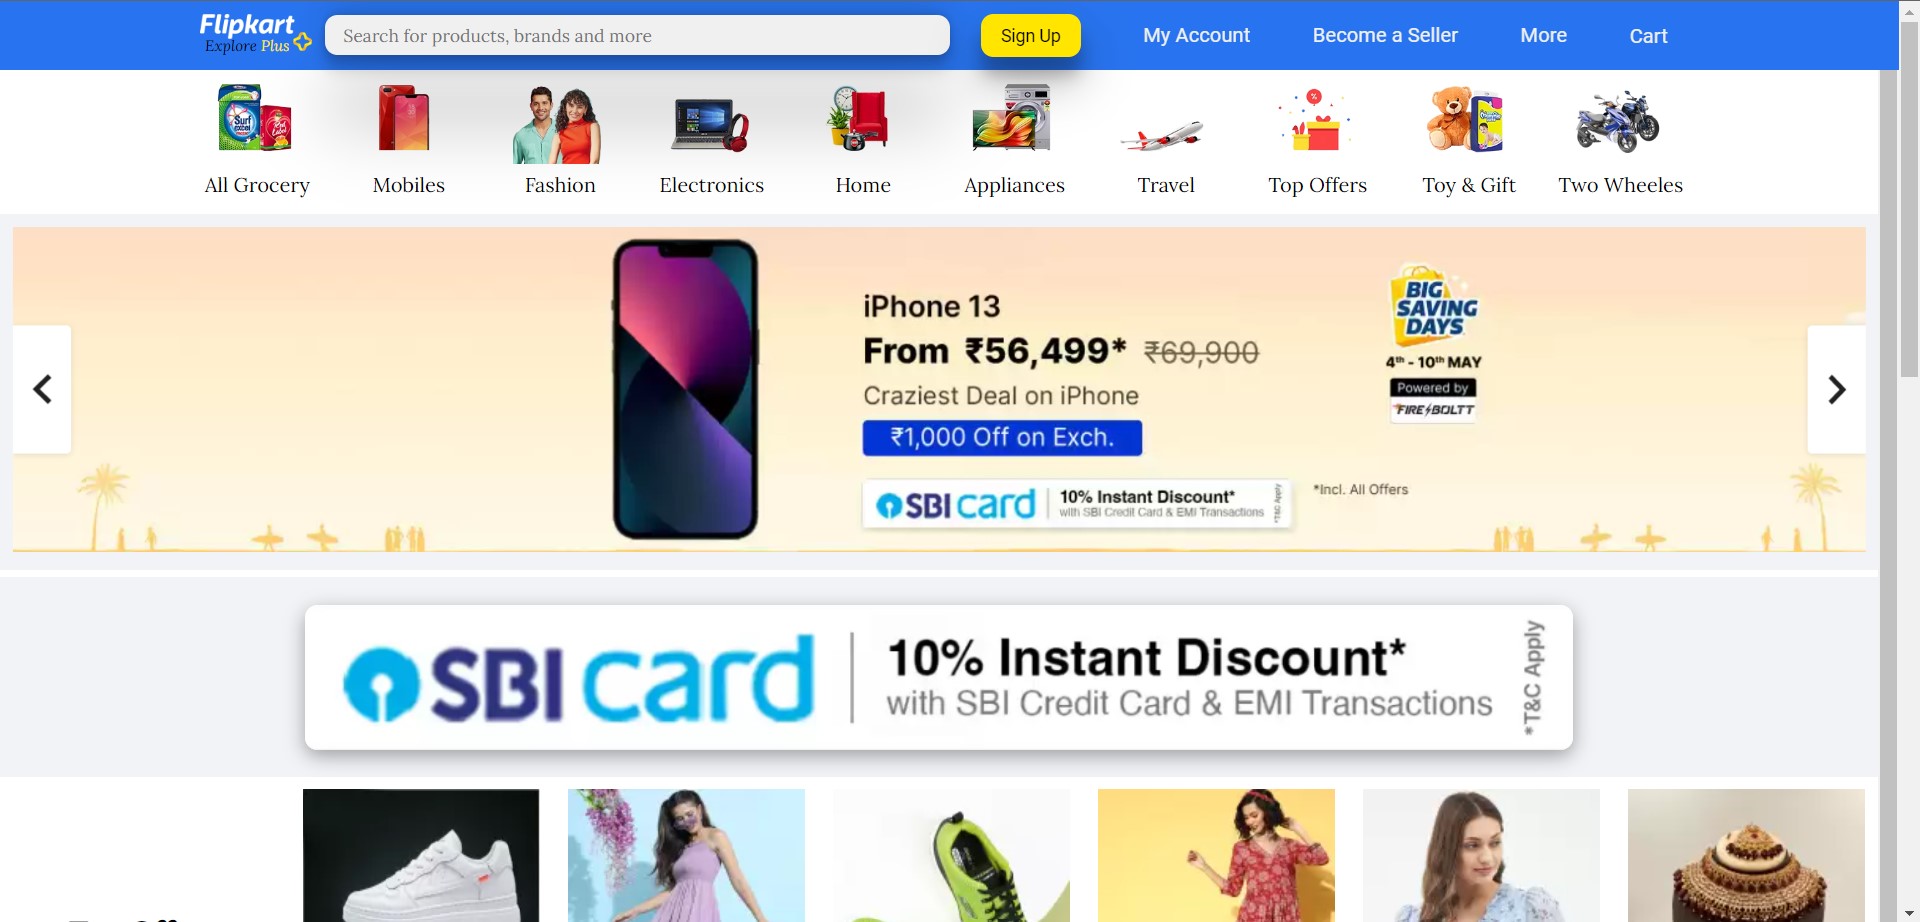 Flipkart
Explore Plus
Search for products, brands and more
Sign Up
My Account
Become a Seller
More
Cart
Surf
excel
Red
Label
%
All Grocery
Mobiles
Fashion
Electronics
Home
Appliances
Travel
Top Offers
Toy & Gift
Two Wheeles
iPhone 13
From ₹56,499* ₹69,900
Craziest Deal on iPhone
₹1,000 Off on Exch.
SBI card
10% Instant Discount*
with SBI Credit Card & EMI Transactions
*T&C Apply
*Incl. All Offers
BIG
SAVING
DAYS
4th - 10th MAY
Powered by
FIRE BOLTT
SBI card
10% Instant Discount*
with SBI Credit Card & EMI Transactions
*T&C Apply